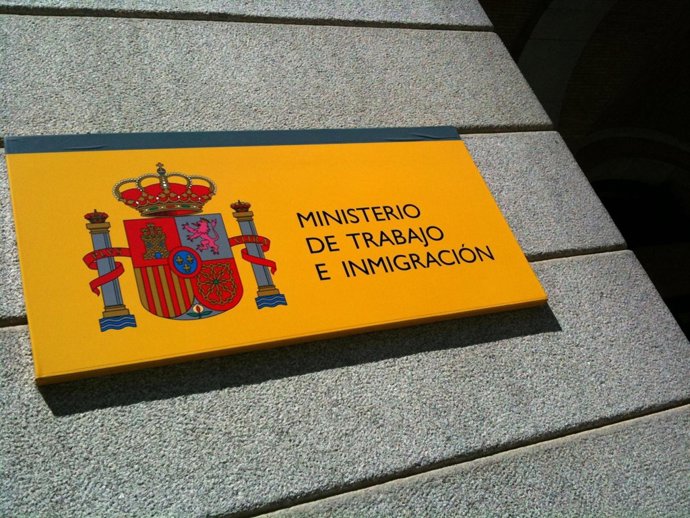 MINISTERIO
DE TRABAJO
E INMIGRACIÓN